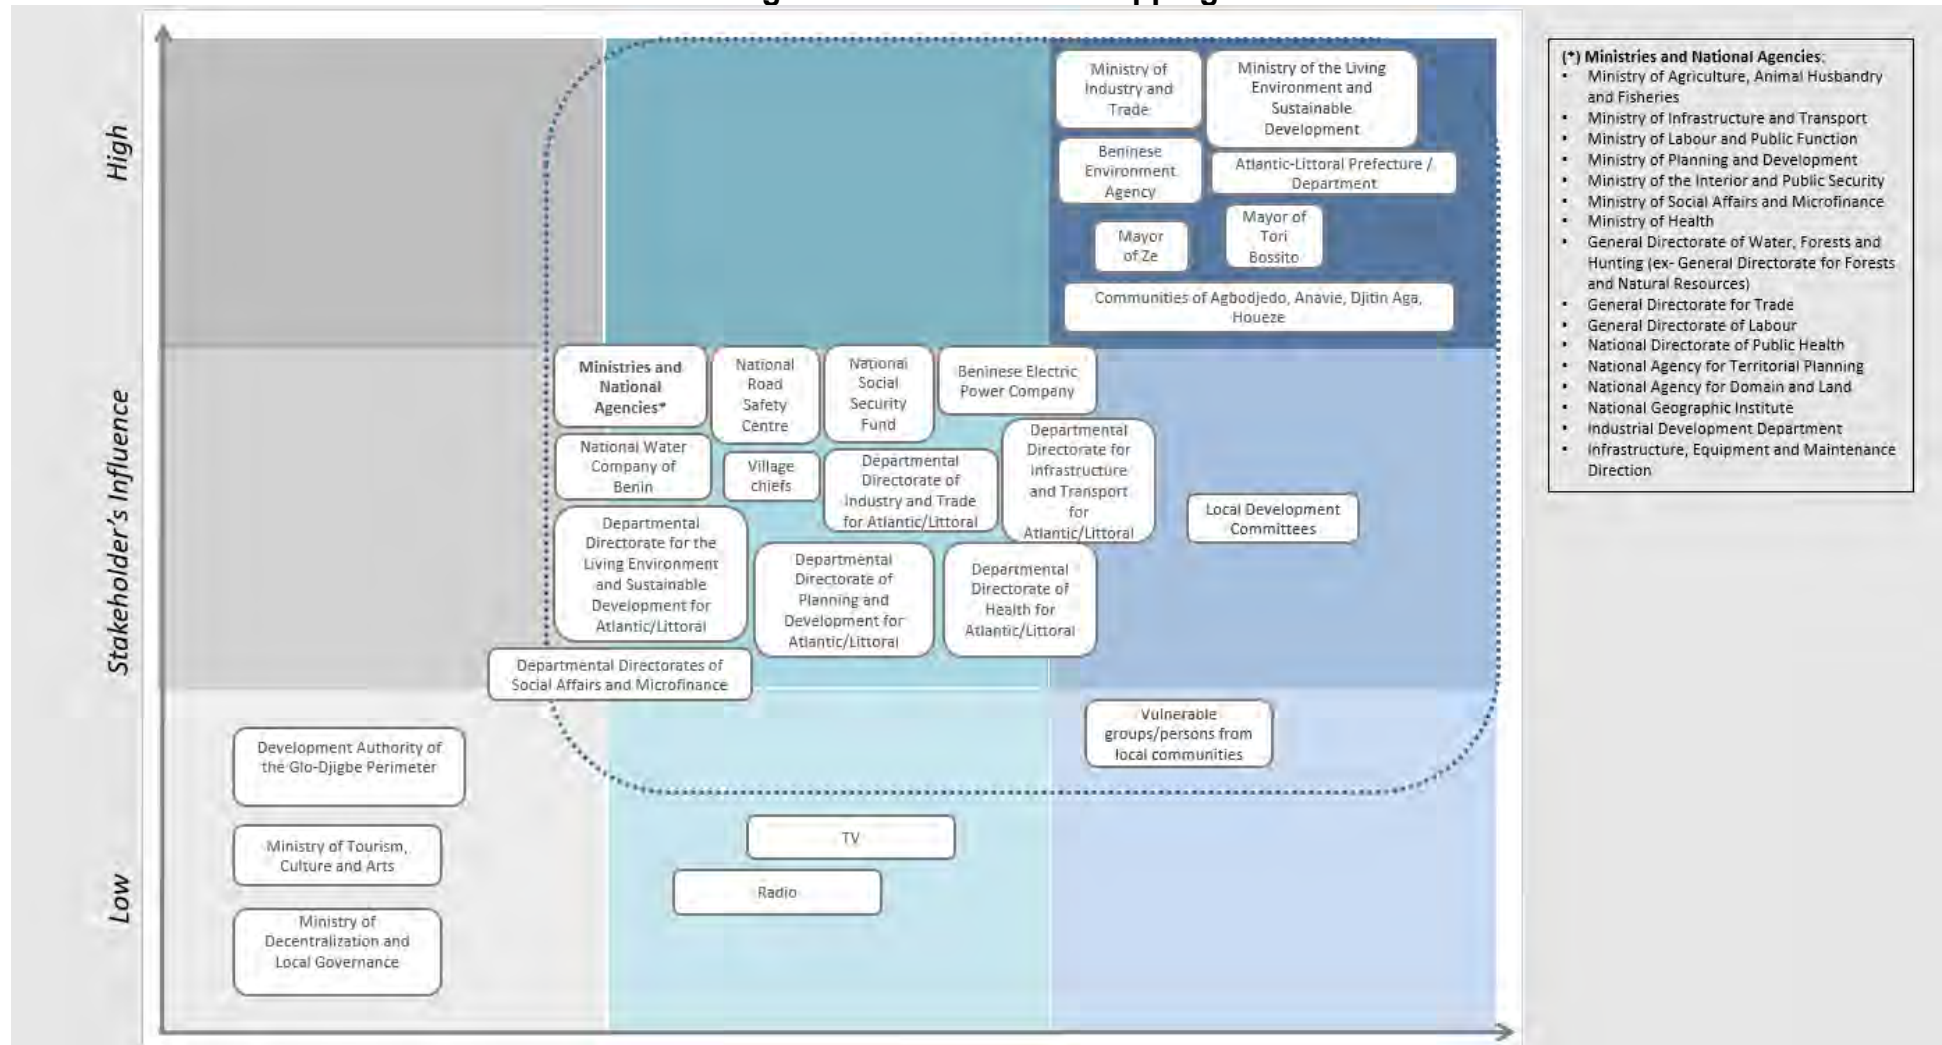 High
Stakeholder's Influence
Low
Ministry of
Industry and
Trade
Ministry of the Living
Environment and
Sustainable
Development
Beninese
Environment
Agency
Atlantic-Littoral Prefecture /
Department
Mayor
of Ze
Mayor of
Tori
Bossito
Communities of Agbodjedo, Anavie, Djitin Aga,
Houeze
Ministries and
National
Agencies*
National
Road
Safety
Centre
National
Social
Security
Fund
Beninese Electric
Power Company
National Water
Company of
Benin
Village
chiefs
Departmental
Directorate of
Industry and Trade
for Atlantic/Littoral
Departmental
Directorate for
Infrastructure
and Transport
for
Atlantic/Littoral
Local Development
Committees
Departmental
Directorate for the
Living Environment
and Sustainable
Development for
Atlantic/Littoral
Departmental
Directorate of
Planning and
Development for
Atlantic/Littoral
Departmental
Directorate of
Health for
Atlantic/Littoral
Departmental Directorates of
Social Affairs and Microfinance
Vulnerable
groups/persons from
local communities
Development Authority of
the Glo-Djigbe Perimeter
Ministry of Tourism,
Culture and Arts
Ministry of
Decentralization and
Local Governance
TV
Radio
(*) Ministries and National Agencies:
• Ministry of Agriculture, Animal Husbandry
and Fisheries
• Ministry of Infrastructure and Transport
• Ministry of Labour and Public Function
• Ministry of Planning and Development
• Ministry of the Interior and Public Security
• Ministry of Social Affairs and Microfinance
• Ministry of Health
• General Directorate of Water, Forests and
Hunting (ex- General Directorate for Forests
and Natural Resources)
• General Directorate for Trade
• General Directorate of Labour
• National Directorate of Public Health
• National Agency for Territorial Planning
• National Agency for Domain and Land
• National Geographic Institute
• Industrial Development Department
• Infrastructure, Equipment and Maintenance
Direction